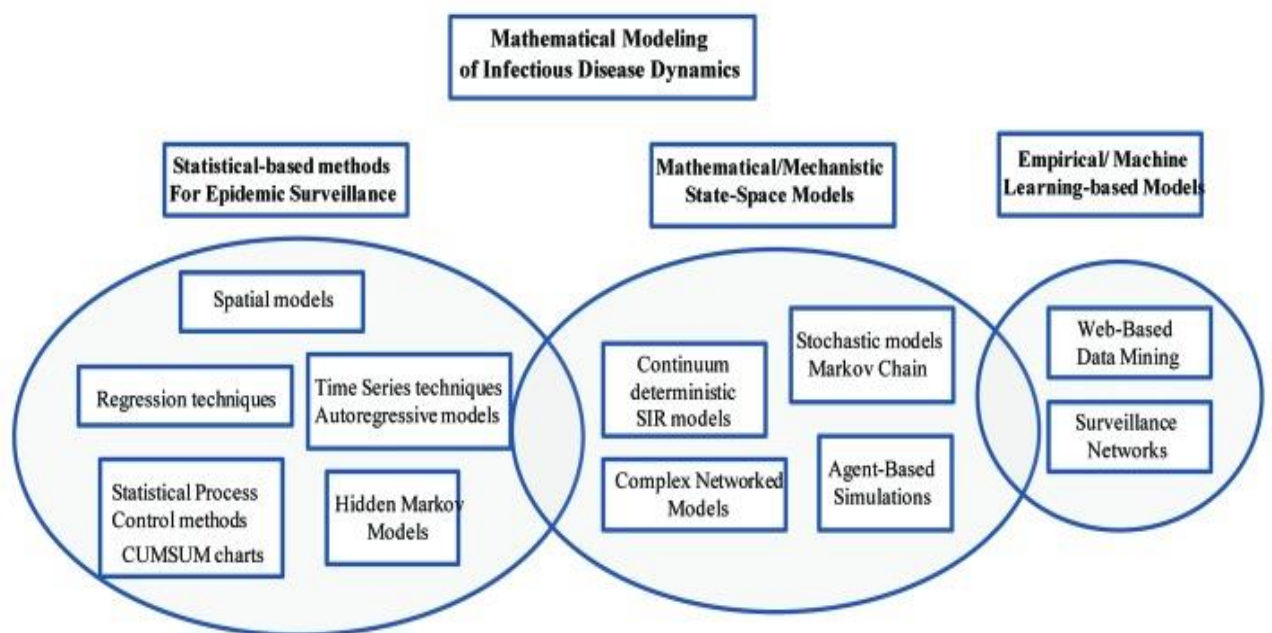 Mathematical Modeling
of Infectious Disease Dynamics
Statistical-based methods
For Epidemic Surveillance
Mathematical/Mechanistic
State-Space Models
Empirical/ Machine
Learning-based Models
Spatial models
Regression techniques
Time Series techniques
Autoregressive models
Statistical Process
Control methods
CUMSUM charts
Hidden Markov
Models
Continuum
deterministic
SIR models
Stochastic models
Markov Chain
Complex Networked
Models
Agent-Based
Simulations
Web-Based
Data Mining
Surveillance
Networks